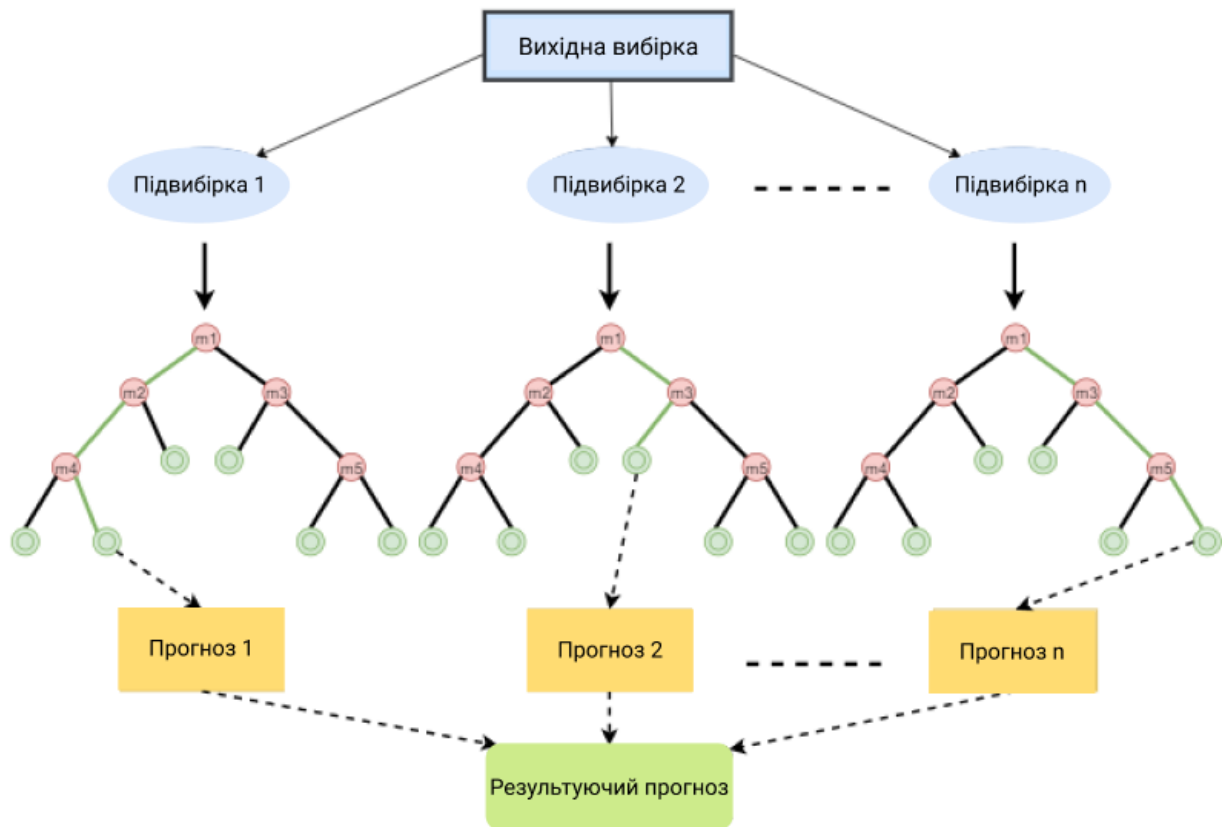 Вихідна вибірка
Підвибірка 1
Підвибірка 2
Підвибірка n
m1
m1
m1
m2
m3
m2
m3
m2
m3
m4
m5
m4
m5
m4
m5
Прогноз 1
Прогноз 2
Прогноз n
Результуючий прогноз